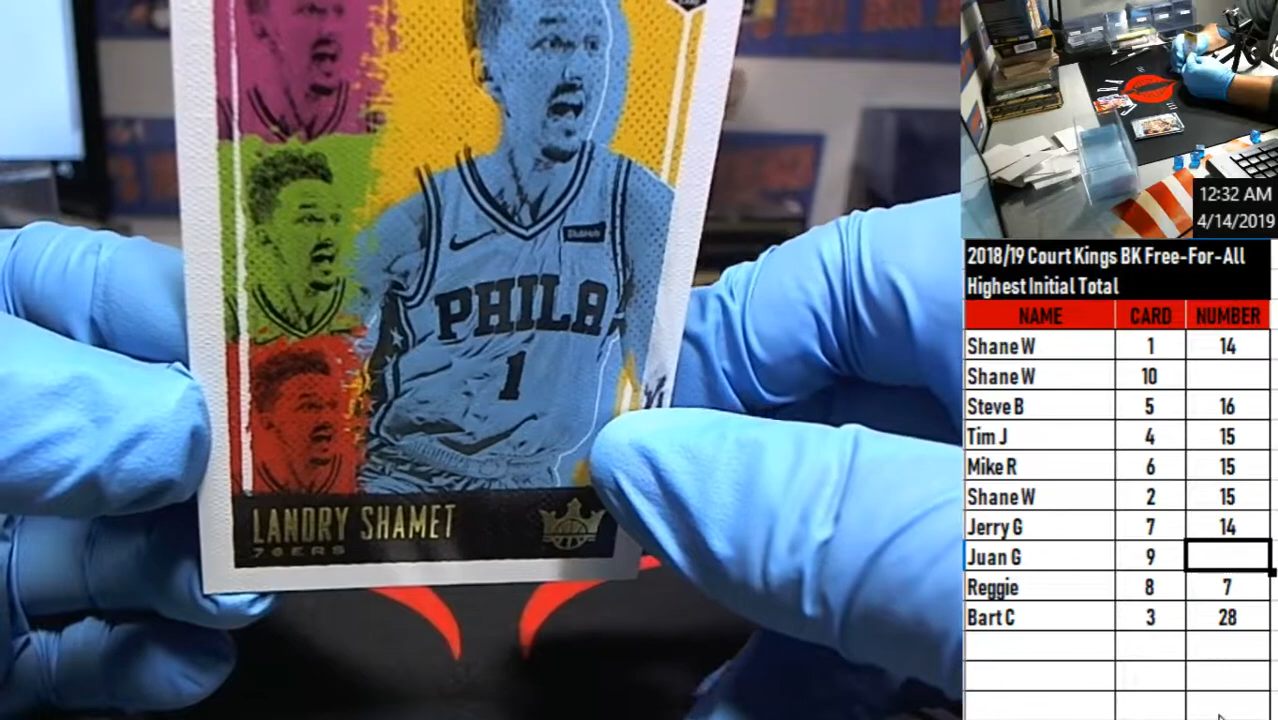 PHILA
1
LANDRY SHAMET
76ERS
12:32 AM
4/14/2019
2018/19 Court Kings BK Free-For-All
Highest Initial Total
NAME CARD NUMBER
Shane W 1 14
Shane W 10
Steve B 5 16
Tim J 4 15
Mike R 6 15
Shane W 2 15
Jerry G 7 14
Juan G 9
Reggie 8 7
Bart C 3 28